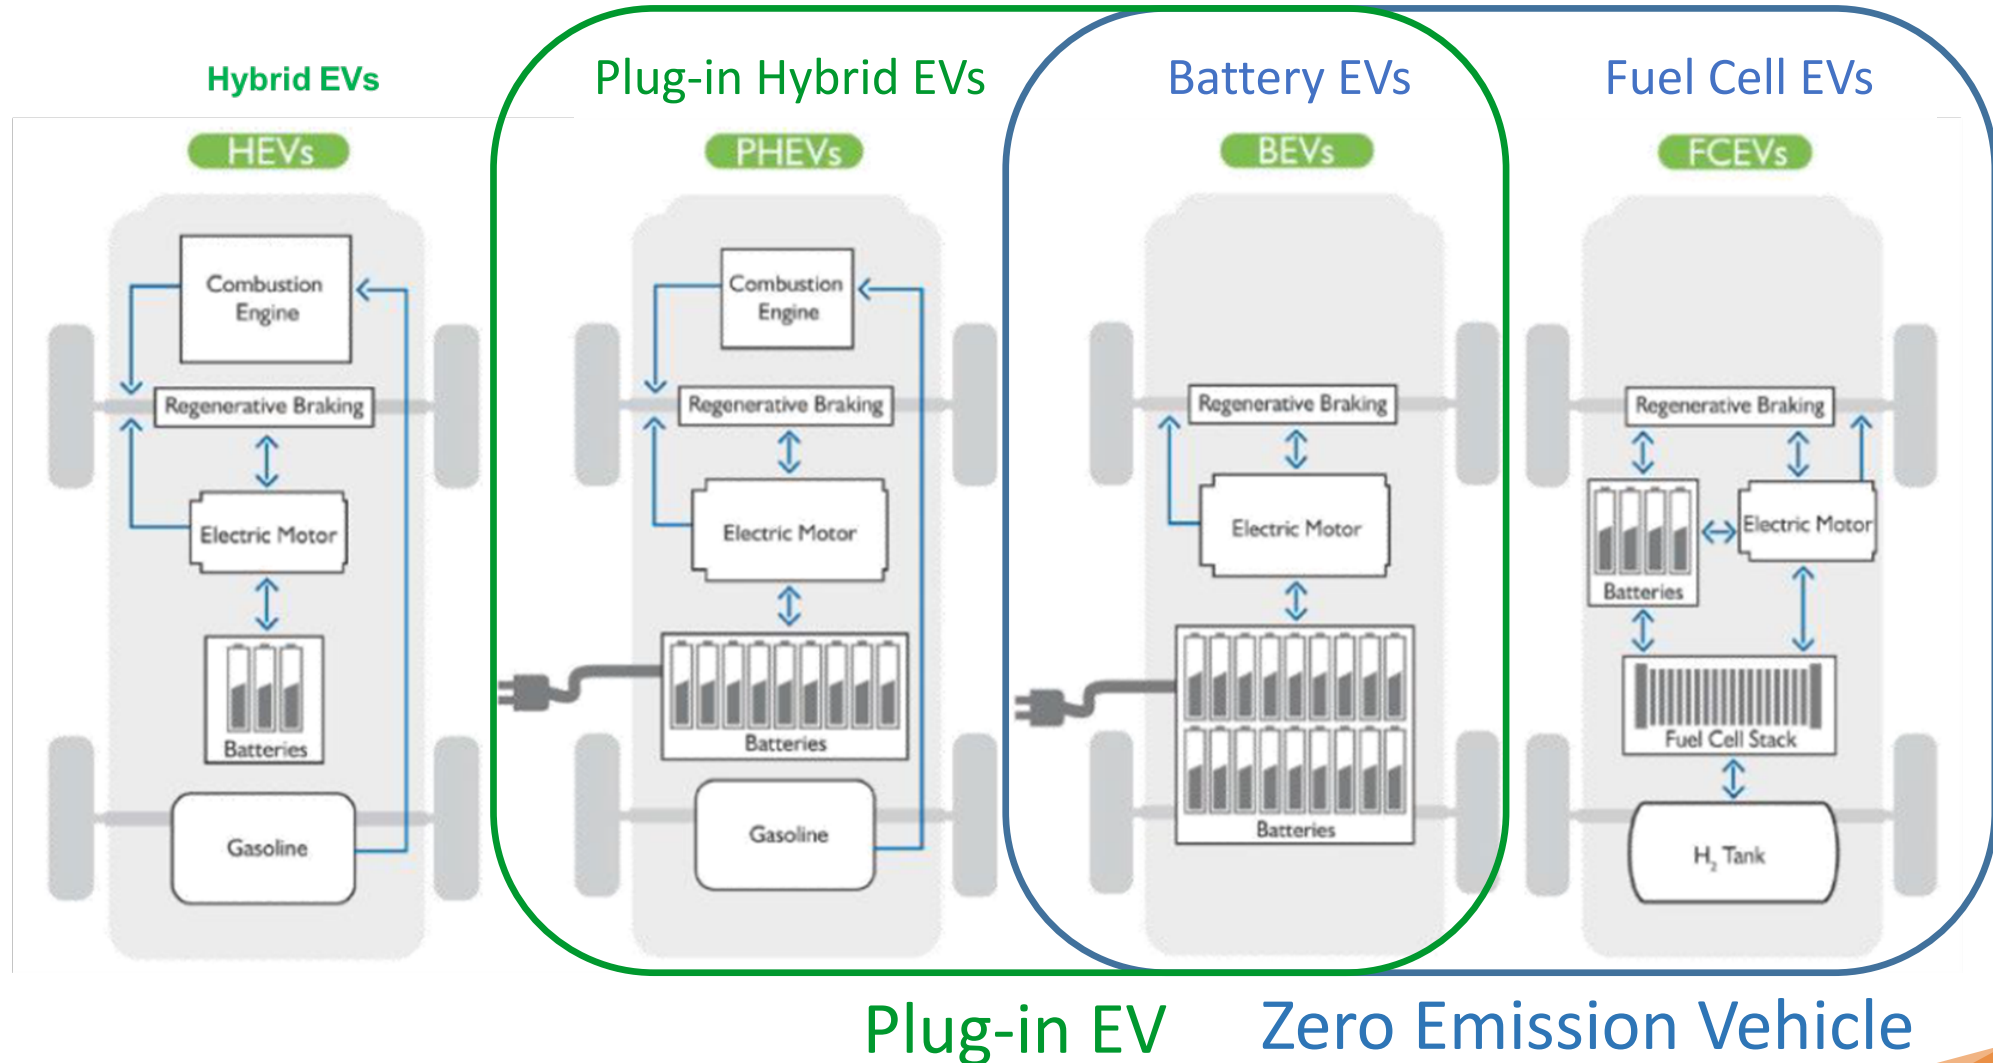 Hybrid EVs
Plug-in Hybrid EVs
Battery EVs
Fuel Cell EVs
HEVs
PHEVs
BEVs
FCEVs
Combustion
Engine
Regenerative Braking
Electric Motor
Batteries
Gasoline
Combustion
Engine
Regenerative Braking
Electric Motor
Batteries
Gasoline
Regenerative Braking
Electric Motor
Batteries
Regenerative Braking
Electric Motor
Batteries
Fuel Cell Stack
H₂ Tank
Plug-in EV
Zero Emission Vehicle